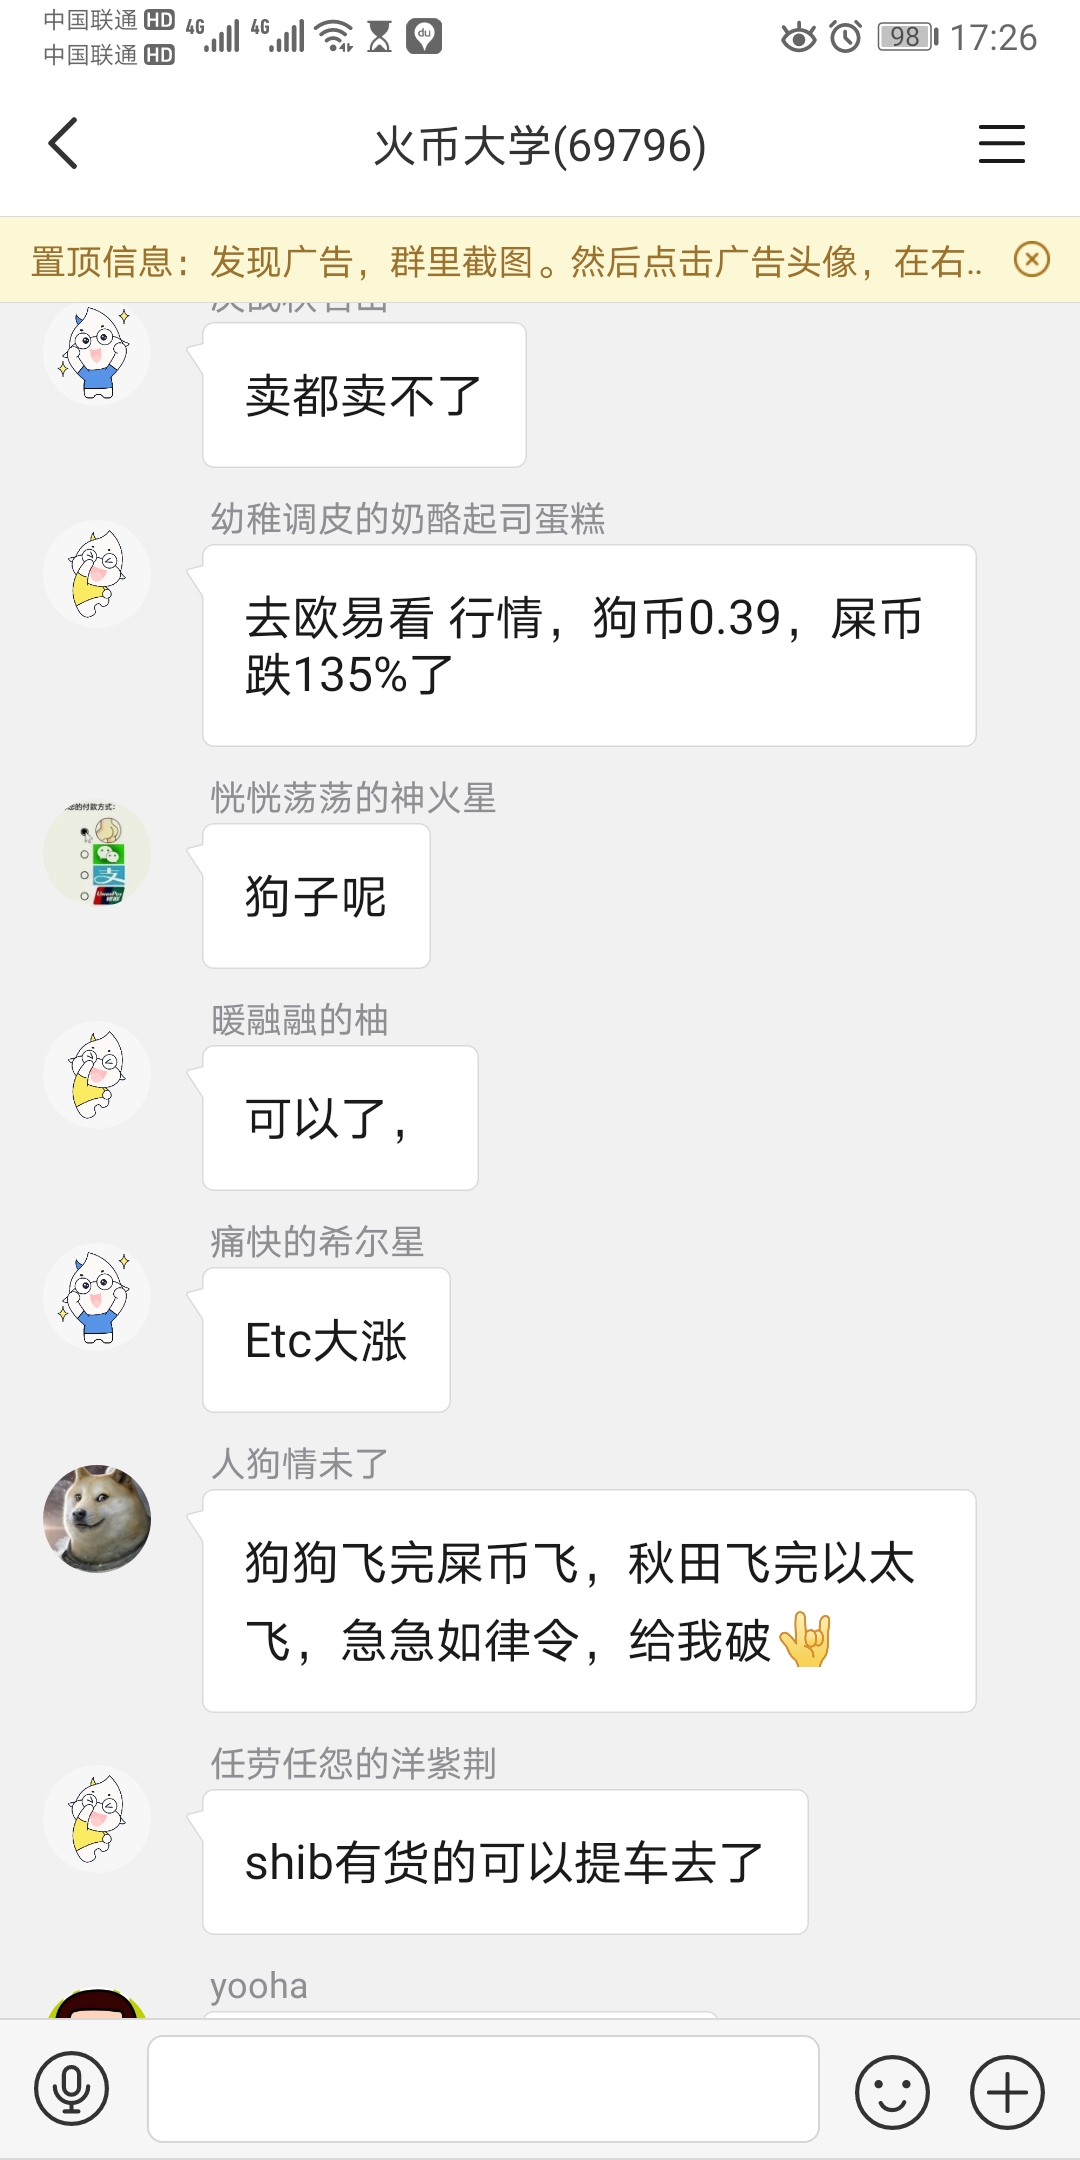 中国联通 HD 4G 4G du 98 17:26
中国联通 HD
火币大学(69796)
置顶信息：发现广告，群里截图。然后点击广告头像，在右..
卖都卖不了
幼稚调皮的奶酪起司蛋糕
去欧易看 行情，狗币0.39，屎币
跌135%了
恍恍荡荡的神火星
的付款方式:
支
UnionPay
狗子呢
暖融融的柚
可以了，
痛快的希尔星
Etc大涨
人狗情未了
狗狗飞完屎币飞，秋田飞完以太
飞，急急如律令，给我破🤟
任劳任怨的洋紫荆
shib有货的可以提车去了
yooha